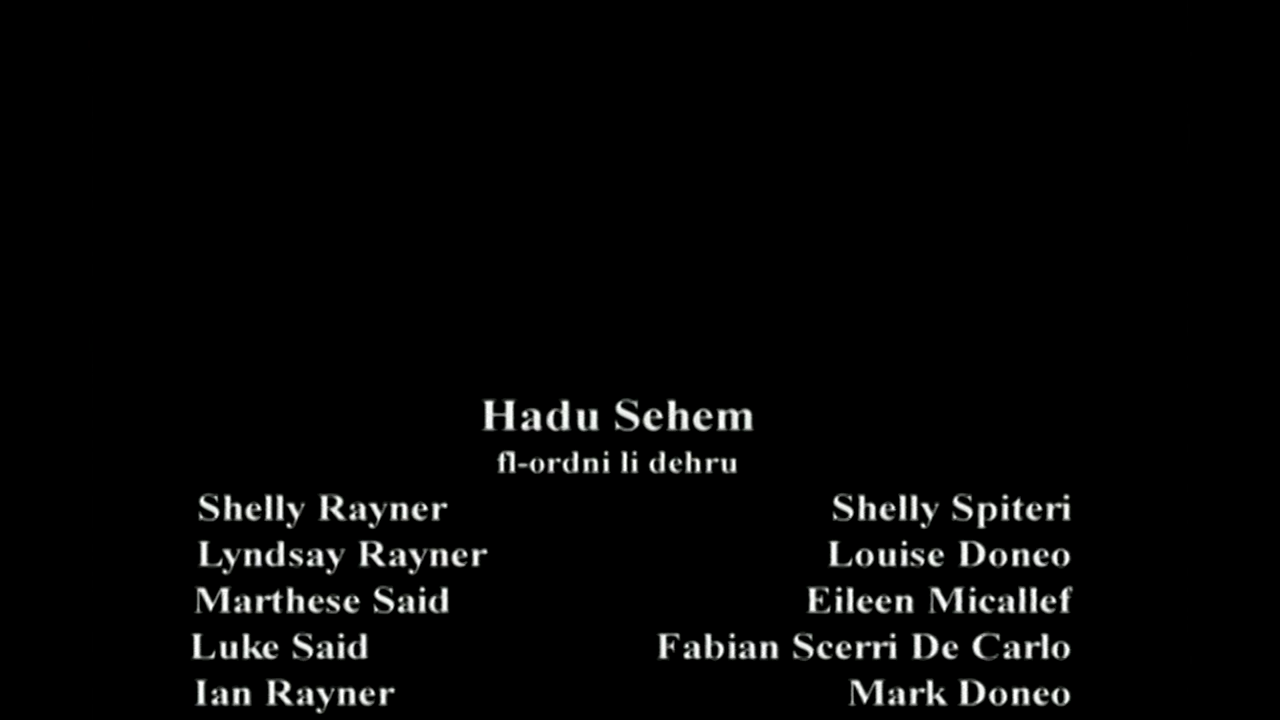 Hadu Sehem
fl-ordni li dehru
Shelly Rayner Shelly Spiteri
Lyndsay Rayner Louise Doneo
Marthese Said Eileen Micallef
Luke Said Fabian Scerri De Carlo
Ian Rayner Mark Doneo